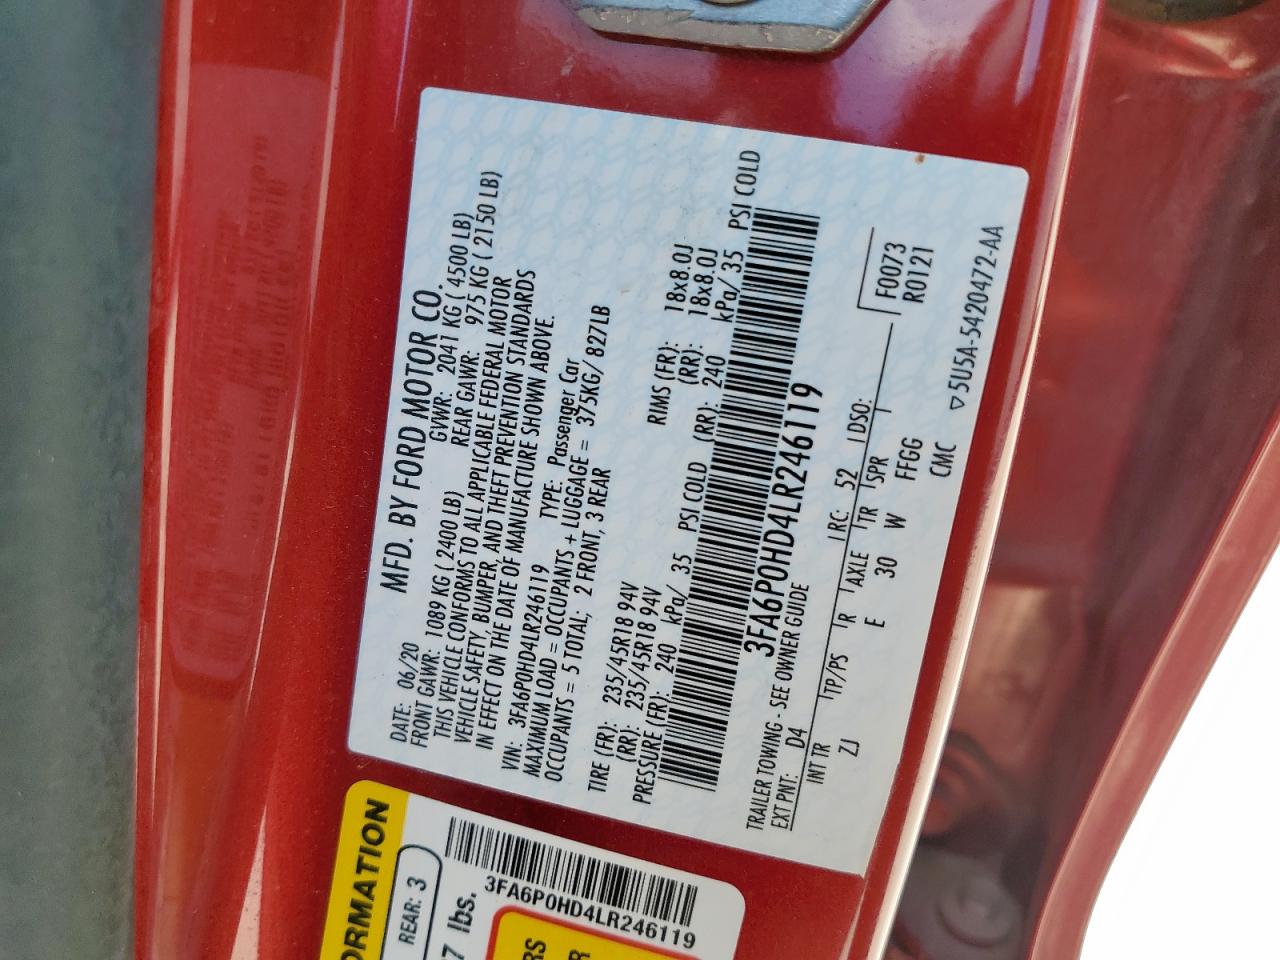 MFD. BY FORD MOTOR CO.
DATE: 06/20 GVWR: 2041 KG ( 4500 LB)
FRONT GAWR: 1089 KG ( 2400 LB) REAR GAWR: 975 KG ( 2150 LB)
THIS VEHICLE CONFORMS TO ALL APPLICABLE FEDERAL MOTOR
VEHICLE SAFETY, BUMPER, AND THEFT PREVENTION STANDARDS
IN EFFECT ON THE DATE OF MANUFACTURE SHOWN ABOVE.
VIN: 3FA6P0HD4LR246119 TYPE: Passenger Car
MAXIMUM LOAD = OCCUPANTS + LUGGAGE = 375KG/ 827LB
OCCUPANTS = 5 TOTAL; 2 FRONT, 3 REAR
TIRE (FR): 235/45R18 94V RIMS (FR): 18x8.0J
(RR): 235/45R18 94V (RR): 18x8.0J
PRESSURE (FR): 240 kPa/ 35 PSI COLD (RR): 240 kPa/ 35 PSI COLD
3FA6P0HD4LR246119
TRAILER TOWING - SEE OWNER GUIDE
EXT PNT: D4 RC: 52 DSO: F0073
INT TR TP/PS R AXLE TR SPR R0121
ZJ E 30 W FFGG
CMC ▽5U5A-5420472-AA
ORMATION
REAR: 3
7 lbs.
3FA6P0HD4LR246119
RS
R